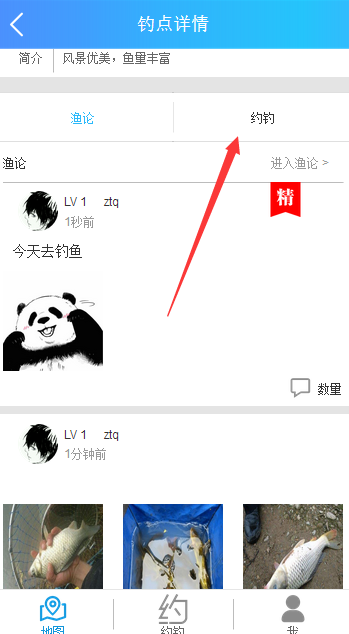 钓点详情
简介 风景优美，鱼量丰富
渔论 约钓
渔论 进入渔论 >
精
LV 1 ztq
1秒前
今天去钓鱼
数量
LV 1 ztq
1分钟前
约
地图 约钓 我